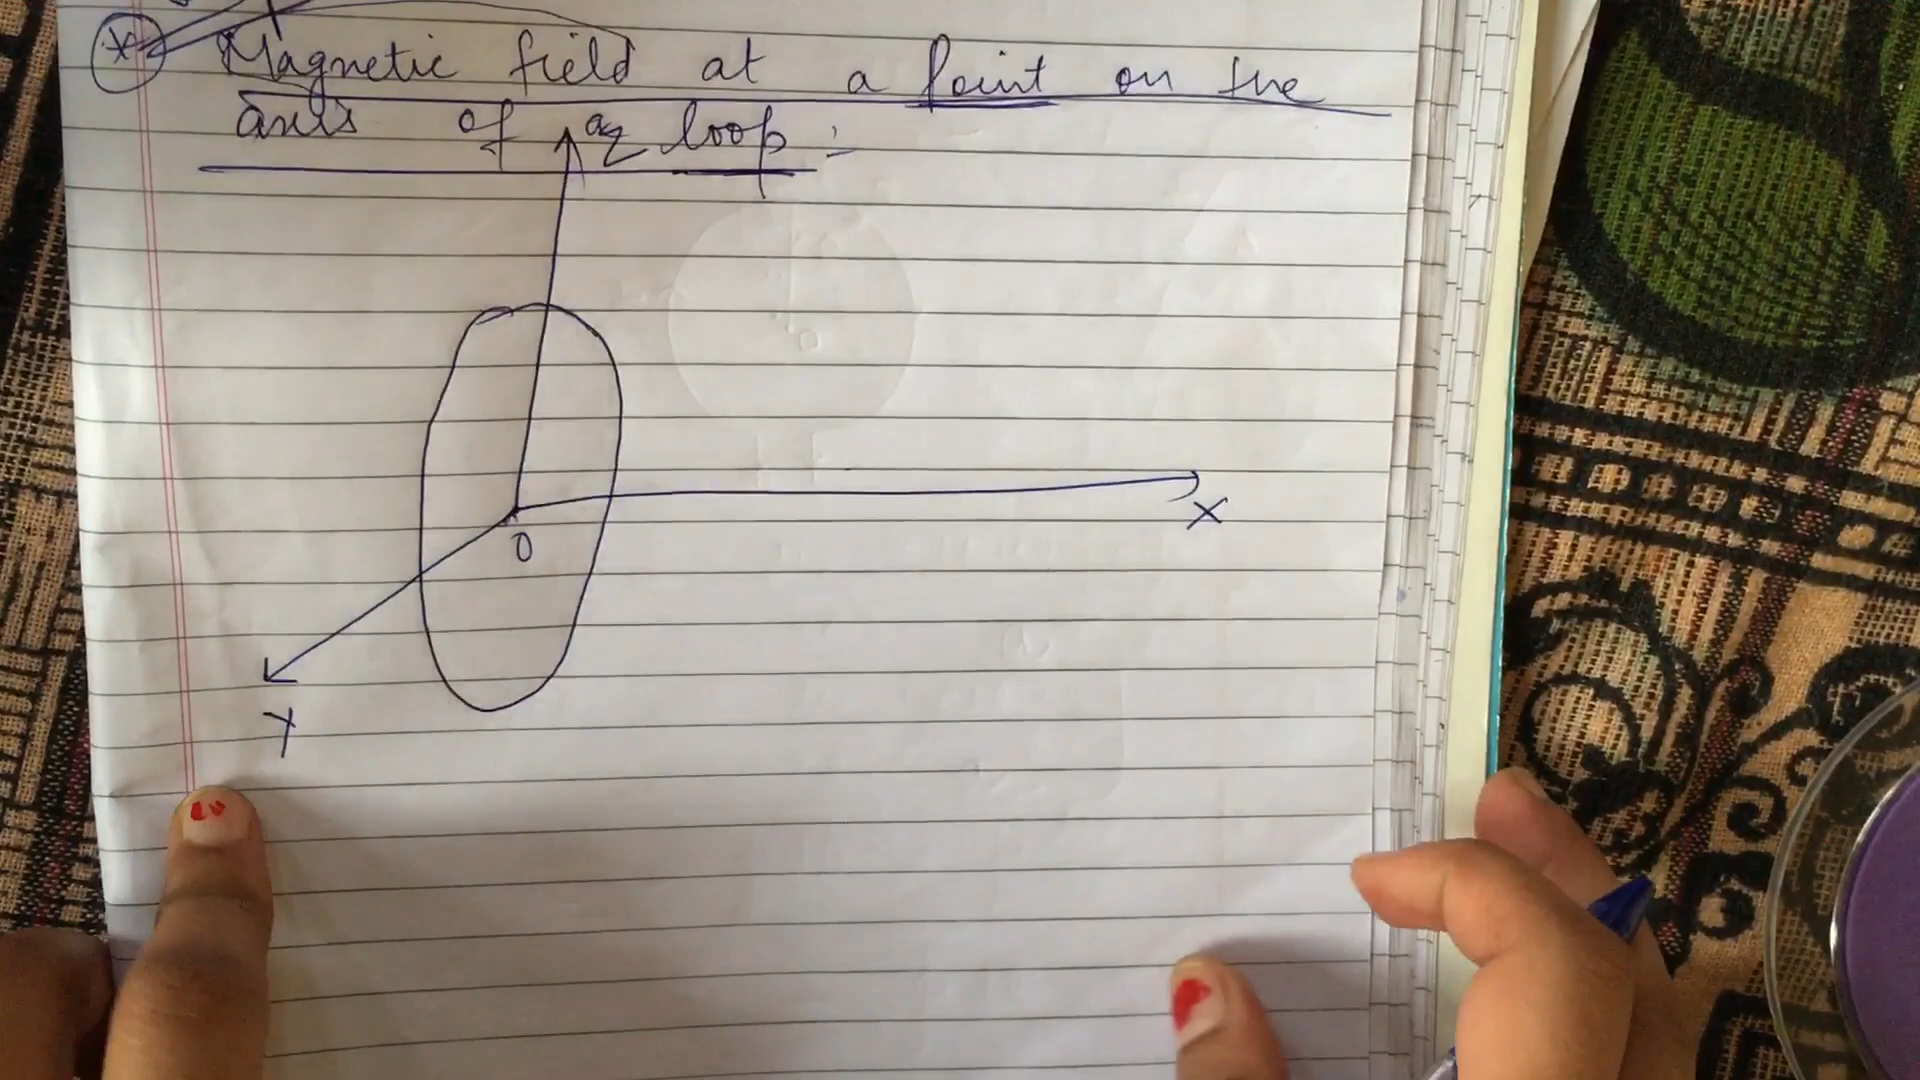 * Magnetic field at a Point on the
axis of a loop :-
Z
X
O
Y